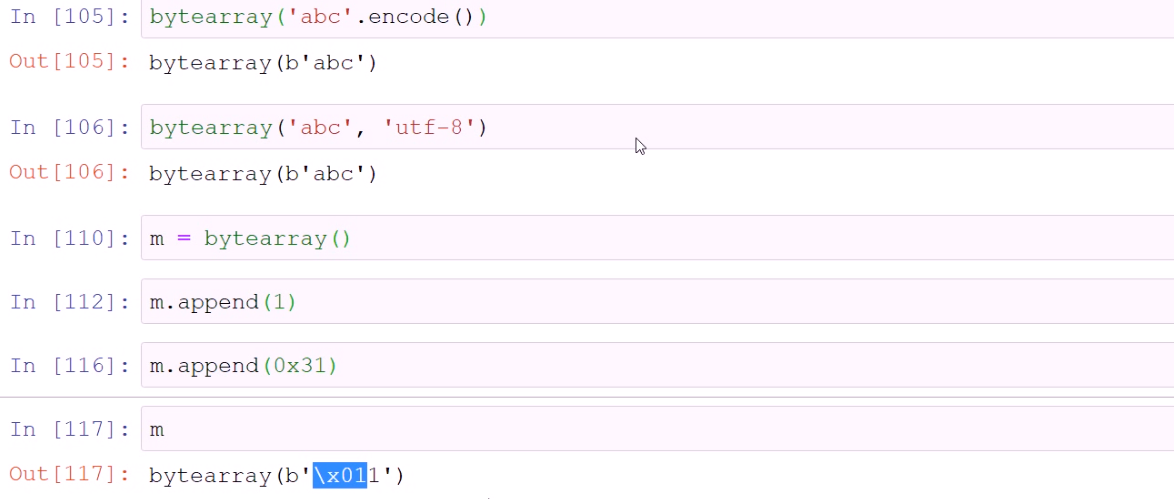 In [105]: bytearray('abc'.encode())
Out[105]: bytearray(b'abc')
In [106]: bytearray('abc', 'utf-8')
Out[106]: bytearray(b'abc')
In [110]: m = bytearray()
In [112]: m.append(1)
In [116]: m.append(0x31)
In [117]: m
Out[117]: bytearray(b'\x011')